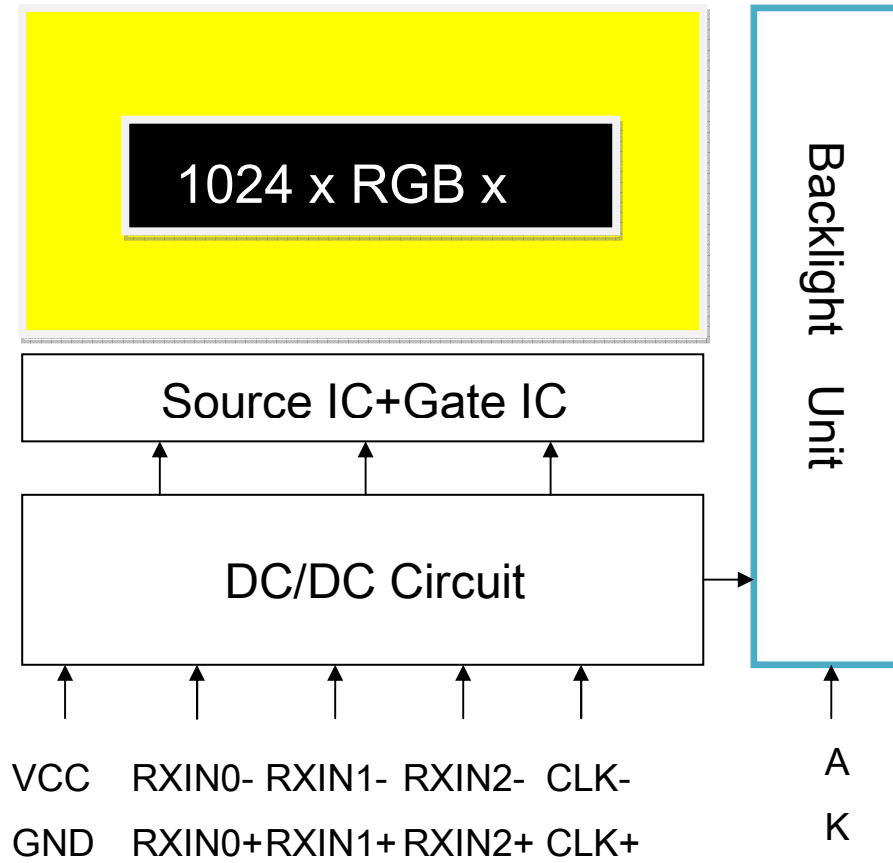 1024 x RGB x
Source IC+Gate IC
DC/DC Circuit
Backlight Unit
VCC RXIN0- RXIN1- RXIN2- CLK-
GND RXIN0+ RXIN1+ RXIN2+ CLK+
A
K